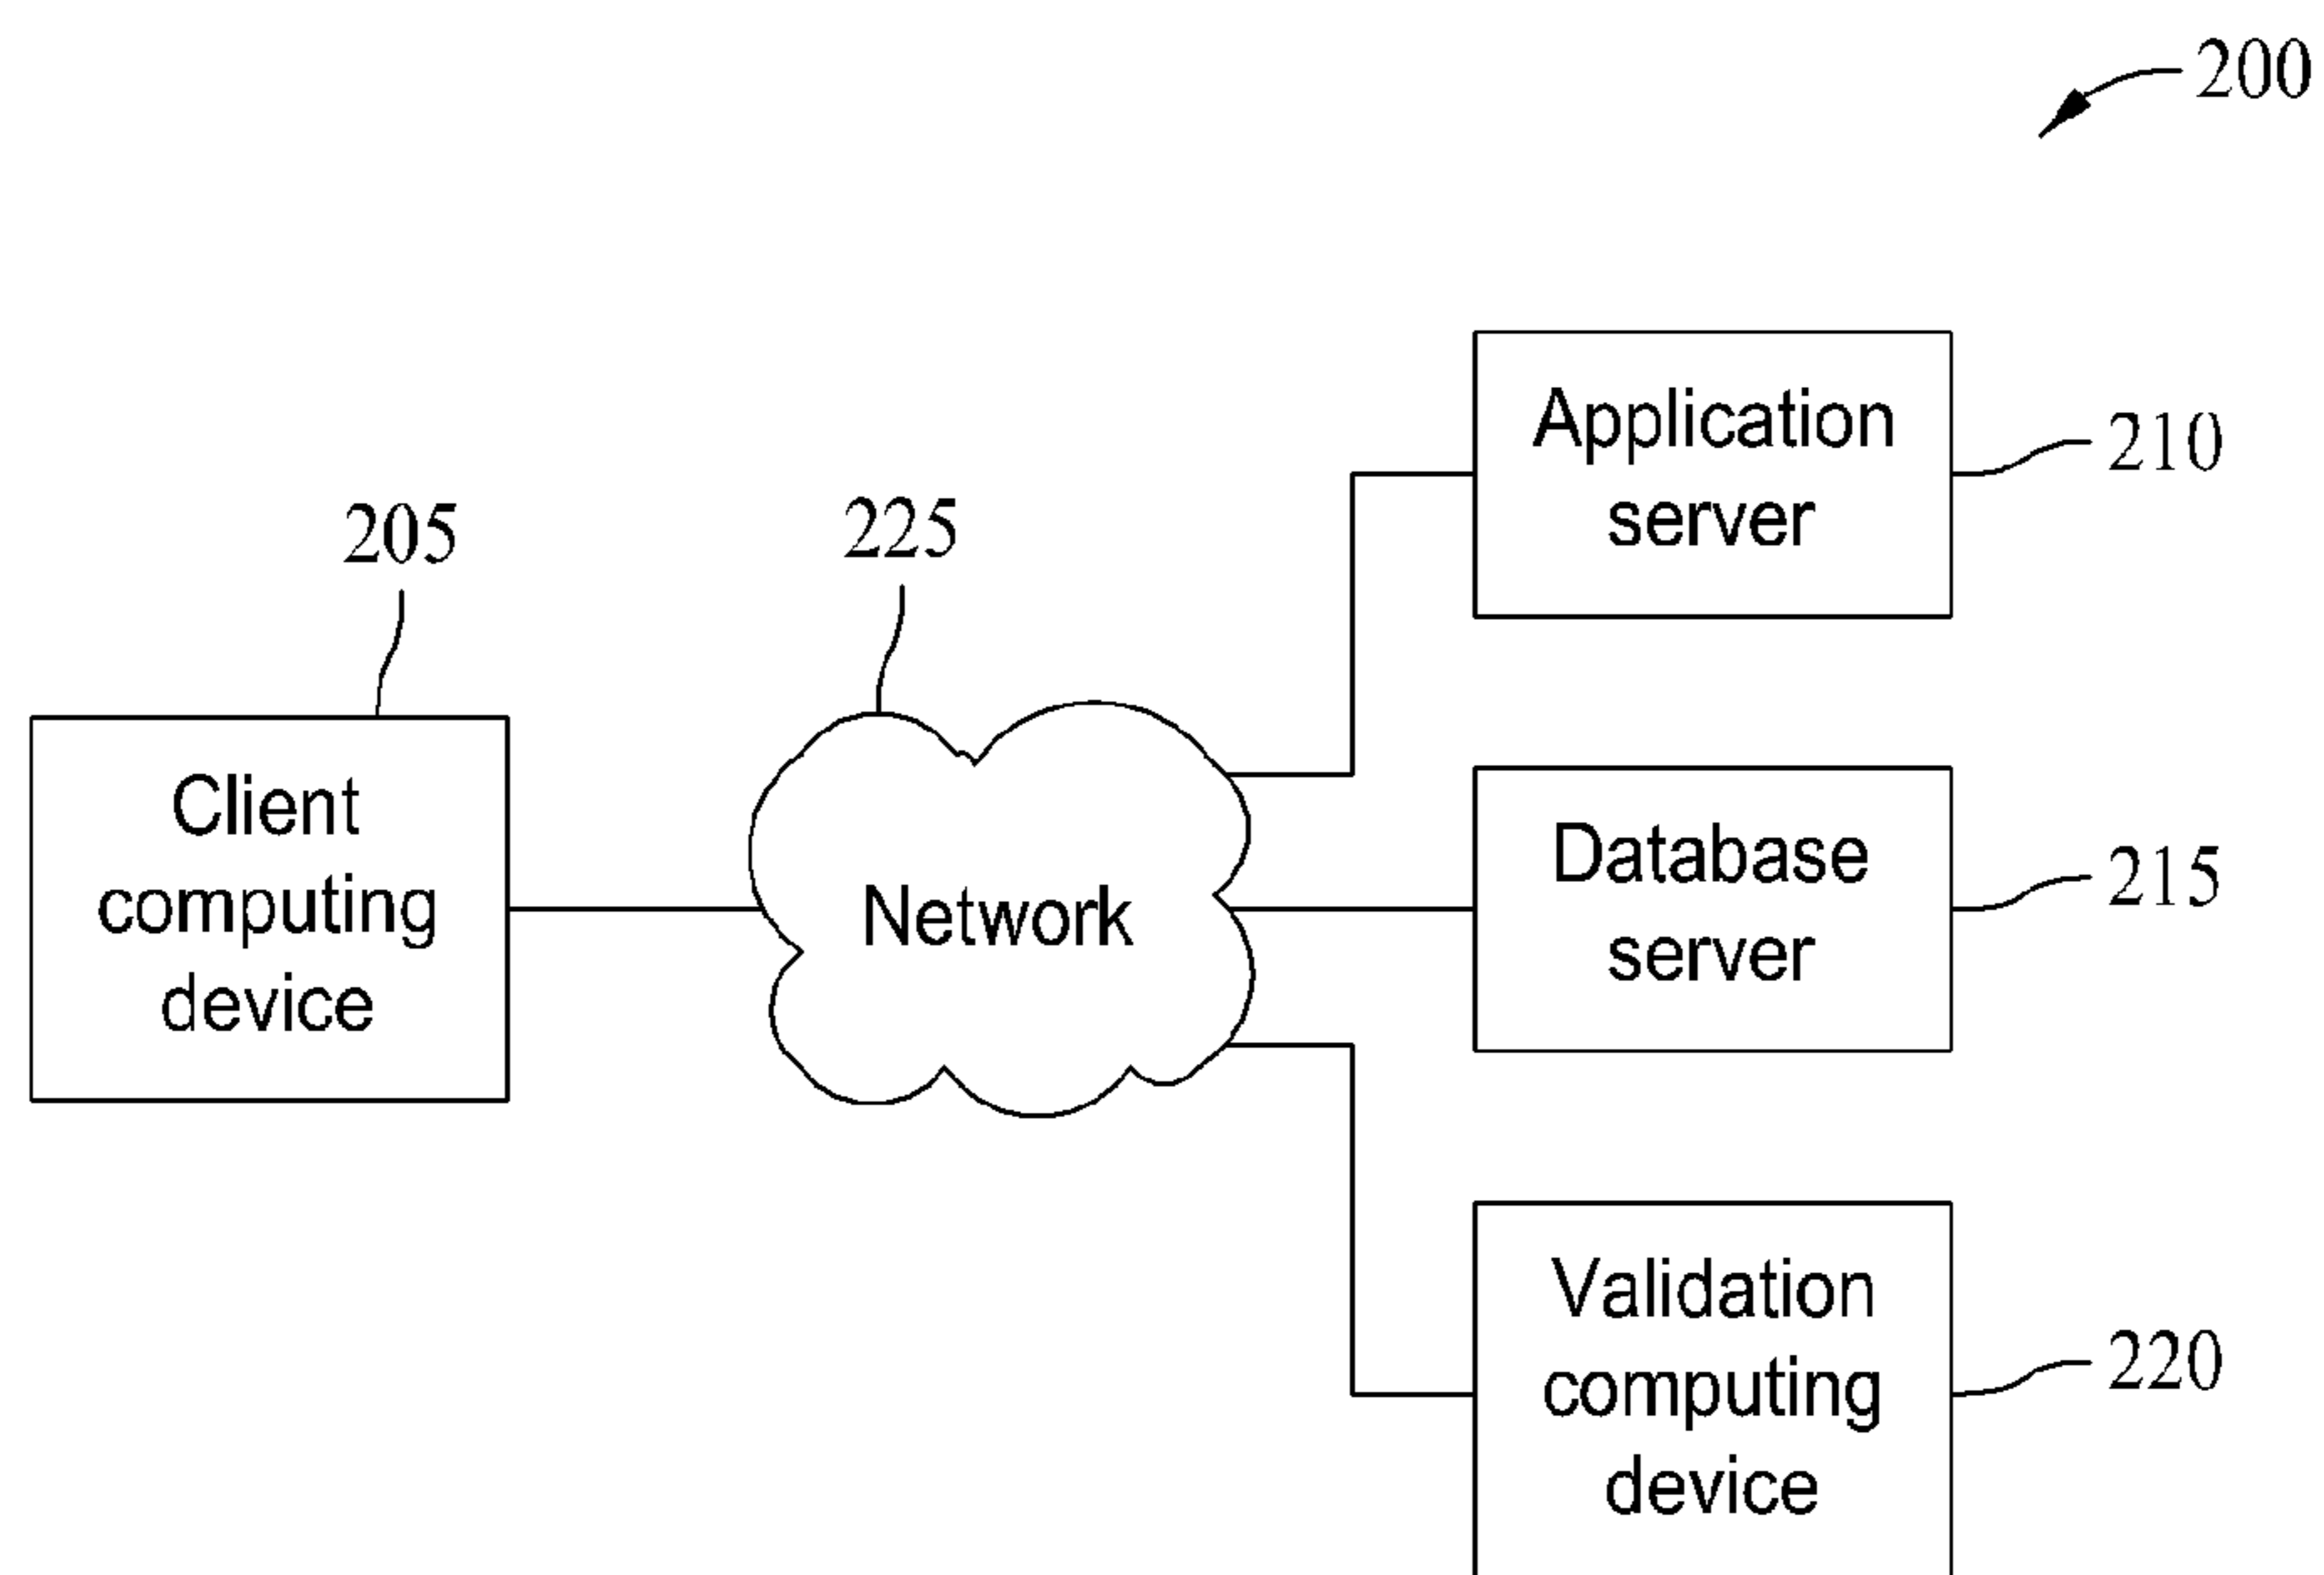 200
Application
server
210
205
225
Client
computing
device
Network
Database
server
215
Validation
computing
device
220